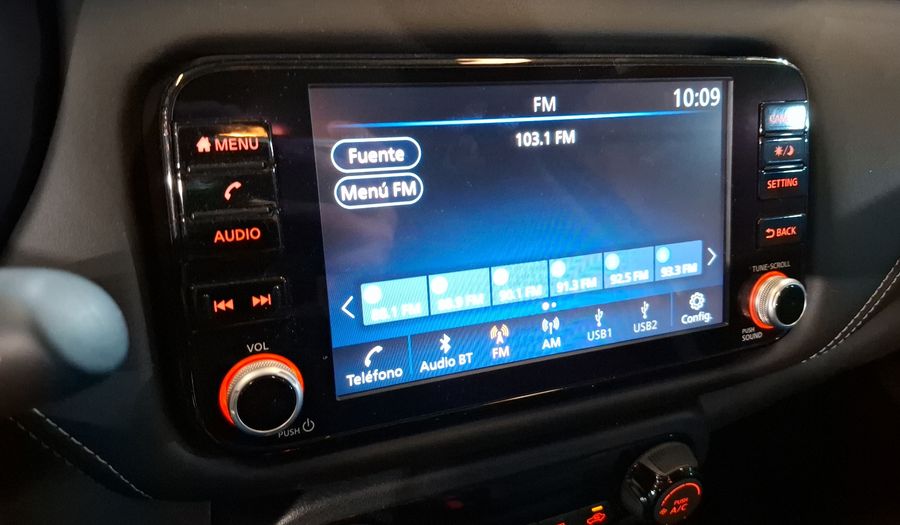 FM
10:09
103.1 FM
Fuente
Menú FM
91.3 FM
92.5 FM
93.3 FM
Teléfono
Audio BT
FM
AM
USB1
USB2
Config.
MENU
AUDIO
VOL
PUSH
SETTING
BACK
TUNE-SCROLL
PUSH
SOUND
PUSH
A/C